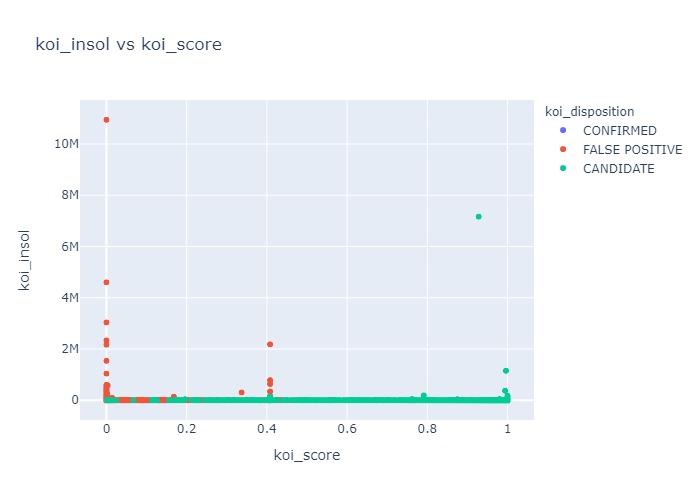 koi_insol vs koi_score
koi_disposition
CONFIRMED
FALSE POSITIVE
CANDIDATE
10M
8M
6M
4M
2M
0
koi_insol
0
0.2
0.4
0.6
0.8
1
koi_score